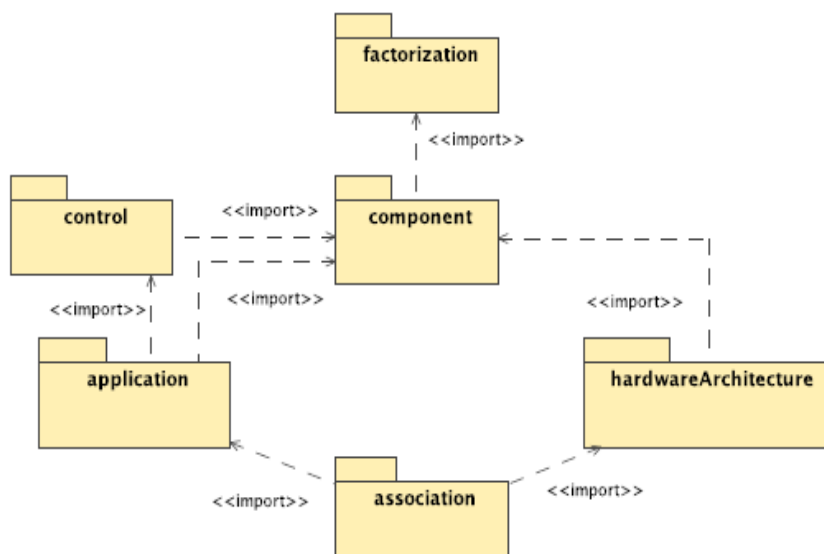 factorization
<<import>>
control
<<import>>
component
<<import>>
<<import>>
<<import>>
application
hardwareArchitecture
<<import>>
association
<<import>>